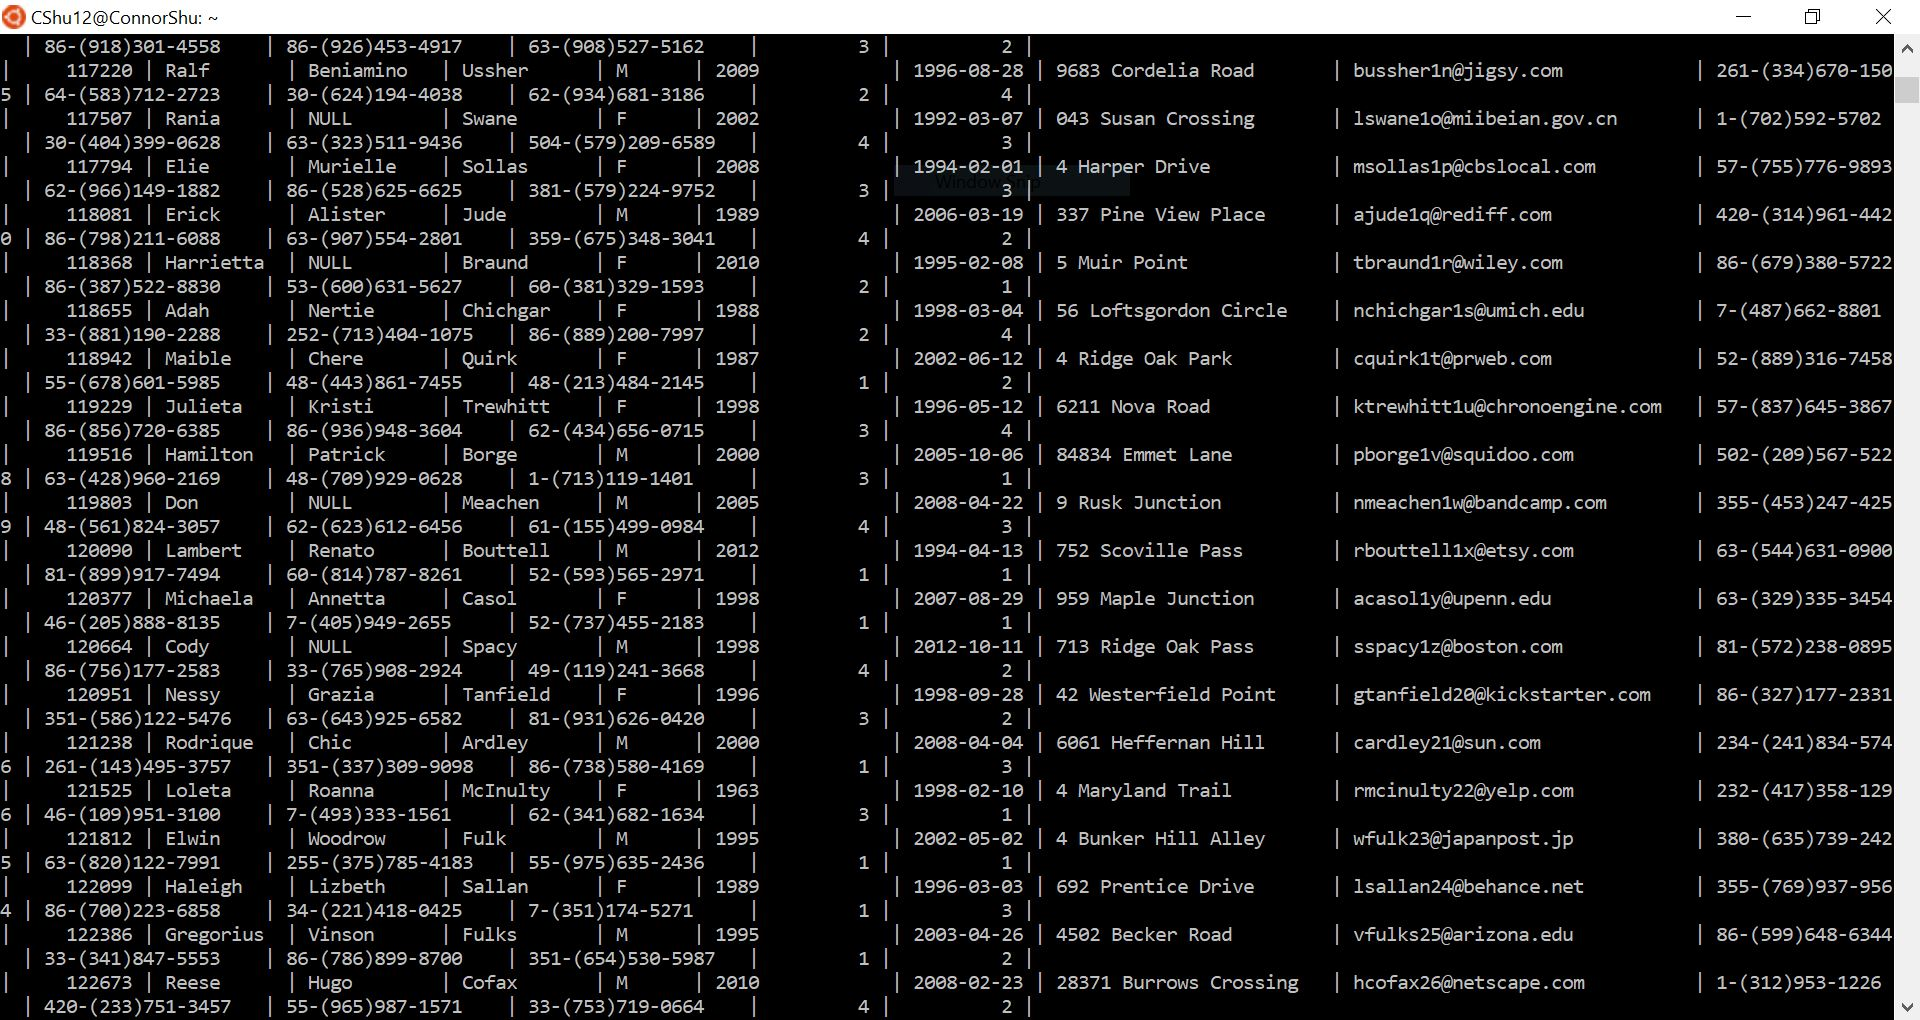 CShu12@ConnorShu: ~
| 86-(918)301-4558 | 86-(926)453-4917 | 63-(908)527-5162 | 3 | 2 |
| 117220 | Ralf | Beniamino | Ussher | M | 2009 | 1996-08-28 | 9683 Cordelia Road | bussher1n@jigsy.com | 261-(334)670-150
5 | 64-(583)712-2723 | 30-(624)194-4038 | 62-(934)681-3186 | 2 | 4 |
| 117507 | Rania | NULL | Swane | F | 2002 | 1992-03-07 | 043 Susan Crossing | lswane1o@miibeian.gov.cn | 1-(702)592-5702
| 30-(404)399-0628 | 63-(323)511-9436 | 504-(579)209-6589 | 4 | 3 |
| 117794 | Elie | Murielle | Sollas | F | 2008 | 1994-02-01 | 4 Harper Drive | msollas1p@cbslocal.com | 57-(755)776-9893
Window Snip
| 62-(966)149-1882 | 86-(528)625-6625 | 381-(579)224-9752 | 3 | 3 |
| 118081 | Erick | Alister | Jude | M | 1989 | 2006-03-19 | 337 Pine View Place | ajude1q@rediff.com | 420-(314)961-442
0 | 86-(798)211-6088 | 63-(907)554-2801 | 359-(675)348-3041 | 4 | 2 |
| 118368 | Harrietta | NULL | Braund | F | 2010 | 1995-02-08 | 5 Muir Point | tbraund1r@wiley.com | 86-(679)380-5722
| 86-(387)522-8830 | 53-(600)631-5627 | 60-(381)329-1593 | 2 | 1 |
| 118655 | Adah | Nertie | Chichgar | F | 1988 | 1998-03-04 | 56 Loftsgordon Circle | nchichgar1s@umich.edu | 7-(487)662-8801
| 33-(881)190-2288 | 252-(713)404-1075 | 86-(889)200-7997 | 2 | 4 |
| 118942 | Maible | Chere | Quirk | F | 1987 | 2002-06-12 | 4 Ridge Oak Park | cquirk1t@prweb.com | 52-(889)316-7458
| 55-(678)601-5985 | 48-(443)861-7455 | 48-(213)484-2145 | 1 | 2 |
| 119229 | Julieta | Kristi | Trewhitt | F | 1998 | 1996-05-12 | 6211 Nova Road | ktrewhitt1u@chronoengine.com | 57-(837)645-3867
| 86-(856)720-6385 | 86-(936)948-3604 | 62-(434)656-0715 | 3 | 4 |
| 119516 | Hamilton | Patrick | Borge | M | 2000 | 2005-10-06 | 84834 Emmet Lane | pborge1v@squidoo.com | 502-(209)567-522
8 | 63-(428)960-2169 | 48-(709)929-0628 | 1-(713)119-1401 | 3 | 1 |
| 119803 | Don | NULL | Meachen | M | 2005 | 2008-04-22 | 9 Rusk Junction | nmeachen1w@bandcamp.com | 355-(453)247-425
9 | 48-(561)824-3057 | 62-(623)612-6456 | 61-(155)499-0984 | 4 | 3 |
| 120090 | Lambert | Renato | Bouttell | M | 2012 | 1994-04-13 | 752 Scoville Pass | rbouttell1x@etsy.com | 63-(544)631-0900
| 81-(899)917-7494 | 60-(814)787-8261 | 52-(593)565-2971 | 1 | 1 |
| 120377 | Michaela | Annetta | Casol | F | 1998 | 2007-08-29 | 959 Maple Junction | acasol1y@upenn.edu | 63-(329)335-3454
| 46-(205)888-8135 | 7-(405)949-2655 | 52-(737)455-2183 | 1 | 1 |
| 120664 | Cody | NULL | Spacy | M | 1998 | 2012-10-11 | 713 Ridge Oak Pass | sspacy1z@boston.com | 81-(572)238-0895
| 86-(756)177-2583 | 33-(765)908-2924 | 49-(119)241-3668 | 4 | 2 |
| 120951 | Nessy | Grazia | Tanfield | F | 1996 | 1998-09-28 | 42 Westerfield Point | gtanfield20@kickstarter.com | 86-(327)177-2331
| 351-(586)122-5476 | 63-(643)925-6582 | 81-(931)626-0420 | 3 | 2 |
| 121238 | Rodrique | Chic | Ardley | M | 2000 | 2008-04-04 | 6061 Heffernan Hill | cardley21@sun.com | 234-(241)834-574
6 | 261-(143)495-3757 | 351-(337)309-9098 | 86-(738)580-4169 | 1 | 3 |
| 121525 | Loleta | Roanna | McInulty | F | 1963 | 1998-02-10 | 4 Maryland Trail | rmcinulty22@yelp.com | 232-(417)358-129
6 | 46-(109)951-3100 | 7-(493)333-1561 | 62-(341)682-1634 | 3 | 1 |
| 121812 | Elwin | Woodrow | Fulk | M | 1995 | 2002-05-02 | 4 Bunker Hill Alley | wfulk23@japanpost.jp | 380-(635)739-242
5 | 63-(820)122-7991 | 255-(375)785-4183 | 55-(975)635-2436 | 1 | 1 |
| 122099 | Haleigh | Lizbeth | Sallan | F | 1989 | 1996-03-03 | 692 Prentice Drive | lsallan24@behance.net | 355-(769)937-956
4 | 86-(700)223-6858 | 34-(221)418-0425 | 7-(351)174-5271 | 1 | 3 |
| 122386 | Gregorius | Vinson | Fulks | M | 1995 | 2003-04-26 | 4502 Becker Road | vfulks25@arizona.edu | 86-(599)648-6344
| 33-(341)847-5553 | 86-(786)899-8700 | 351-(654)530-5987 | 1 | 2 |
| 122673 | Reese | Hugo | Cofax | M | 2010 | 2008-02-23 | 28371 Burrows Crossing | hcofax26@netscape.com | 1-(312)953-1226
| 420-(233)751-3457 | 55-(965)987-1571 | 33-(753)719-0664 | 4 | 2 |